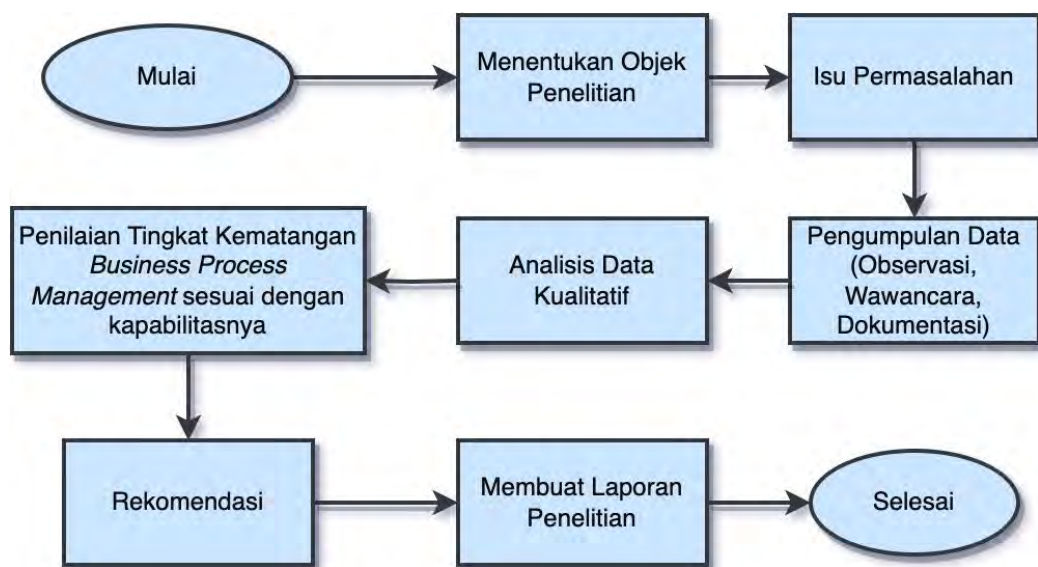 Mulai
Menentukan Objek
Penelitian
Isu Permasalahan
Pengumpulan Data
(Observasi,
Wawancara,
Dokumentasi)
Analisis Data
Kualitatif
Penilaian Tingkat Kematangan
Business Process
Management sesuai dengan
kapabilitasnya
Rekomendasi
Membuat Laporan
Penelitian
Selesai